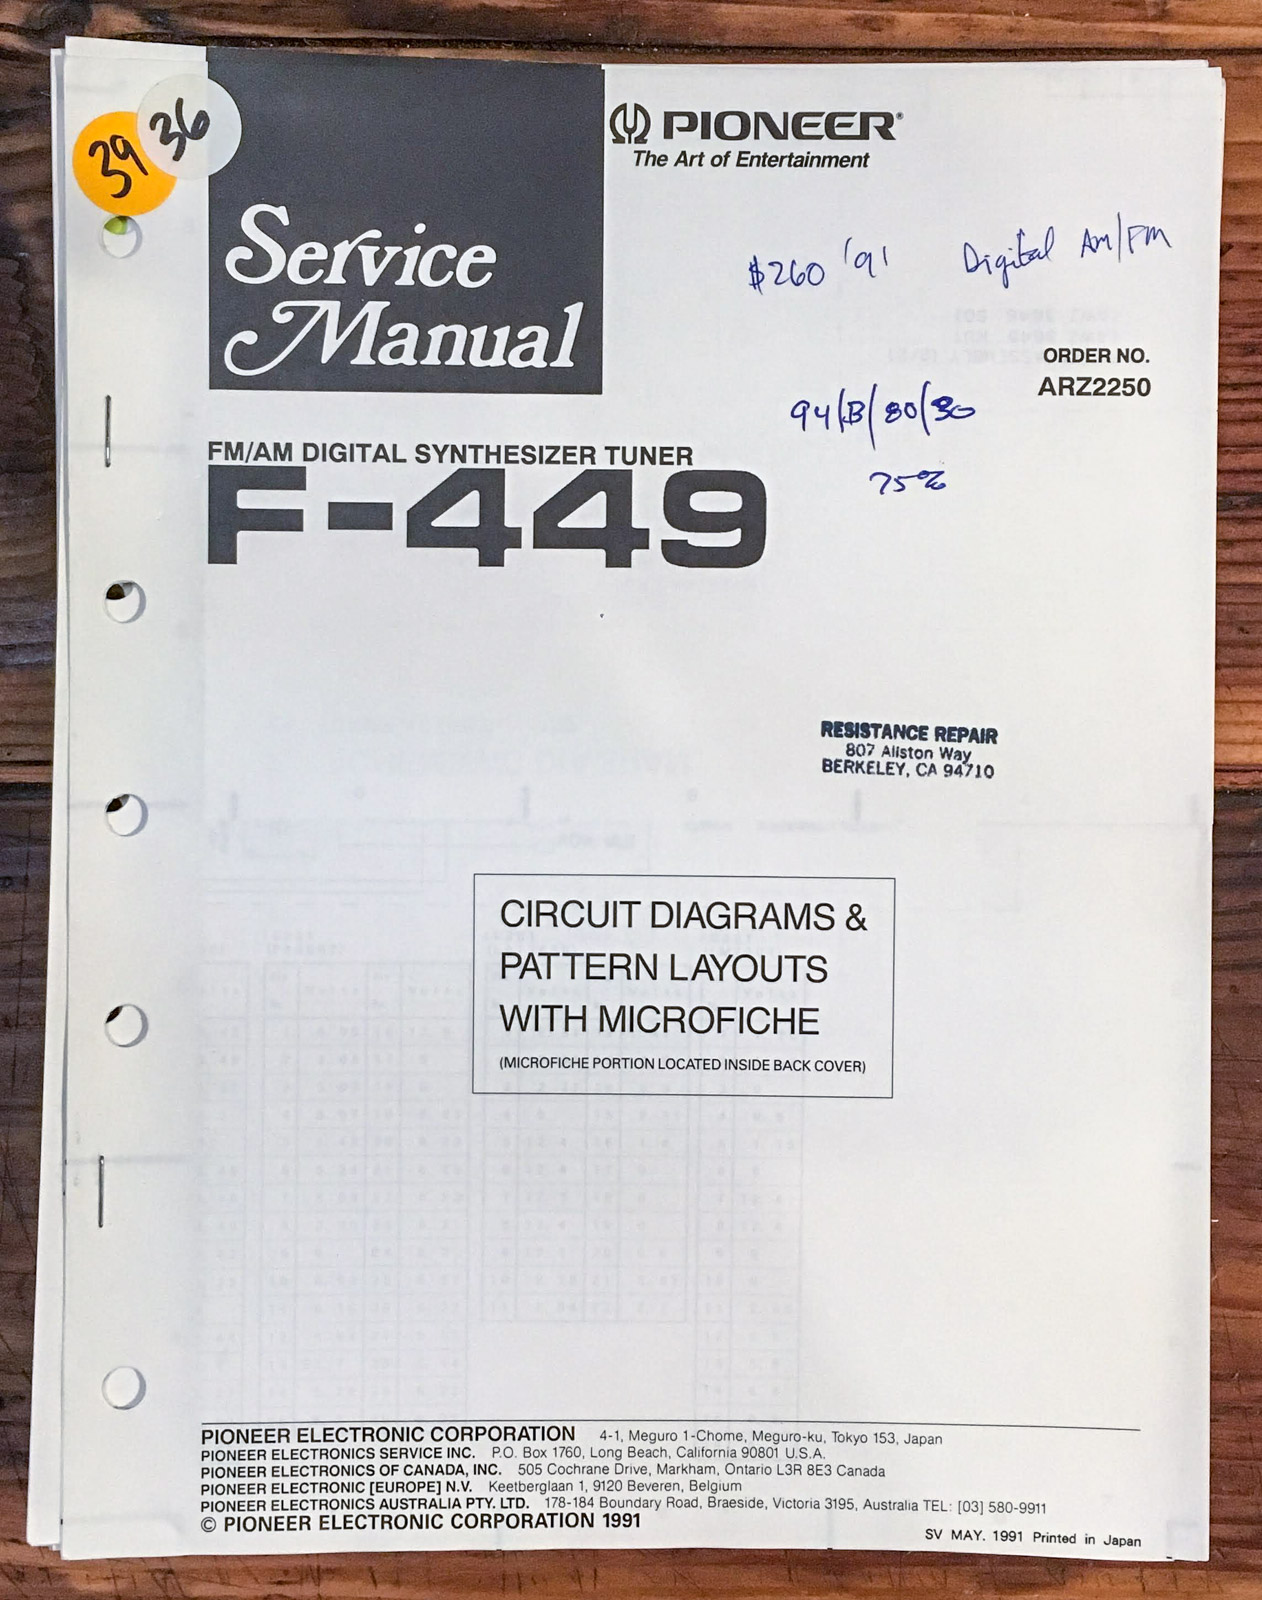 39
36
Service
Manual
PIONEER®
The Art of Entertainment
$260 '91 Digital Am/FM
ORDER NO.
ARZ2250
94/B/80/30
75%
FM/AM DIGITAL SYNTHESIZER TUNER
F-449
RESISTANCE REPAIR
807 Allston Way
BERKELEY, CA 94710
CIRCUIT DIAGRAMS &
PATTERN LAYOUTS
WITH MICROFICHE
(MICROFICHE PORTION LOCATED INSIDE BACK COVER)
PIONEER ELECTRONIC CORPORATION 4-1, Meguro 1-Chome, Meguro-ku, Tokyo 153, Japan
PIONEER ELECTRONICS SERVICE INC. P.O. Box 1760, Long Beach, California 90801 U.S.A.
PIONEER ELECTRONICS OF CANADA, INC. 505 Cochrane Drive, Markham, Ontario L3R 8E3 Canada
PIONEER ELECTRONIC [EUROPE] N.V. Keetberglaan 1, 9120 Beveren, Belgium
PIONEER ELECTRONICS AUSTRALIA PTY. LTD. 178-184 Boundary Road, Braeside, Victoria 3195, Australia TEL: [03] 580-9911
© PIONEER ELECTRONIC CORPORATION 1991
SV MAY. 1991 Printed in Japan